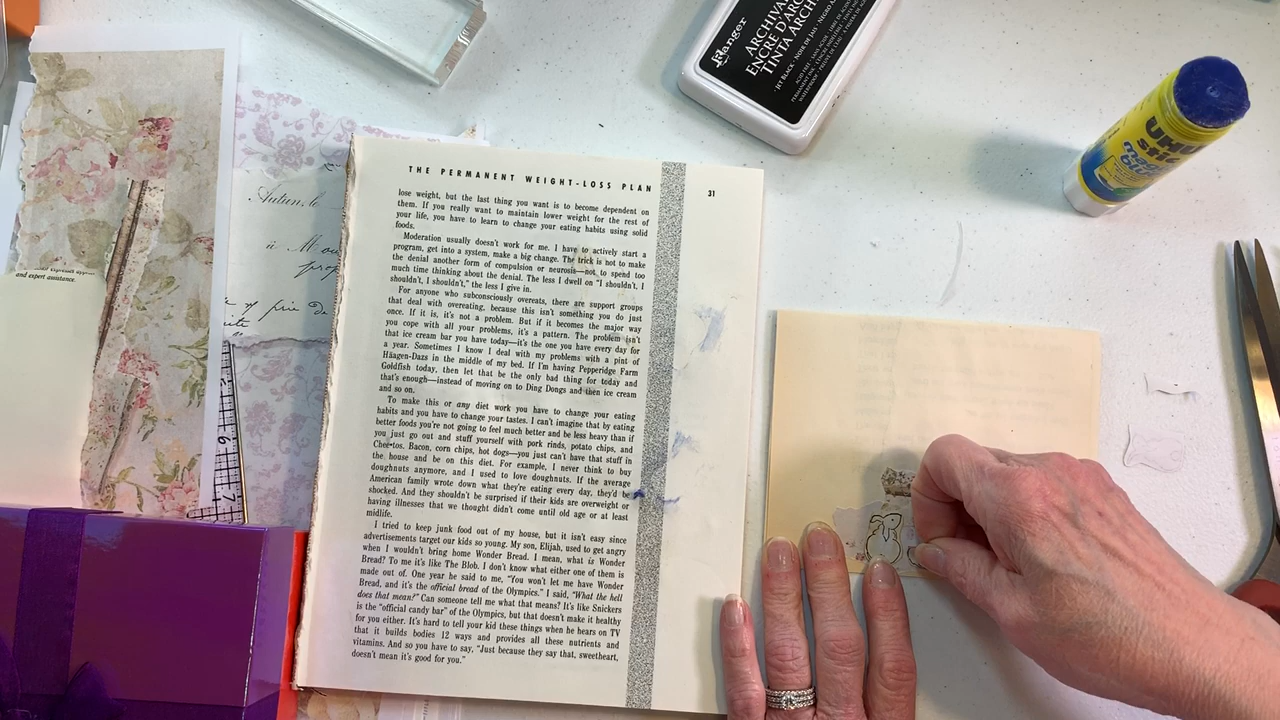 Ranger
ARCHIVAL
ENCRE D'ARC
TINTA ARCH
JET BLACK
UHU
stic
Autun, le
à
and expert assistance.
THE PERMANENT WEIGHT-LOSS PLAN
31
lose weight, but the last thing you want is to become dependent on
them. If you really want to maintain lower weight for the rest of
your life, you have to learn to change your eating habits using solid
foods.
Moderation usually doesn't work for me. I have to actively start a
program, get into a system, make a big change. The trick is not to make
the denial another form of compulsion or neurosis—not to spend too
much time thinking about the denial. The less I dwell on "I shouldn't, I
shouldn't, I shouldn't," the less I give in.
For anyone who subconsciously overeats, there are support groups
that deal with overeating, because this isn't something you do just
once. If it is, it's not a problem. But if it becomes the major way
you cope with all your problems, it's a pattern. The problem isn't
that ice cream bar you have today—it's the one you have every day for
a year. Sometimes I know I deal with my problems with a pint of
Häagen-Dazs in the middle of my bed. If I'm having Pepperidge Farm
Goldfish today, then let that be the only bad thing for today and
that's enough—instead of moving on to Ding Dongs and then ice cream
and so on.
To make this or any diet work you have to change your eating
habits and you have to change your tastes. I can't imagine that by eating
better foods you're not going to feel much better and be less heavy than if
you just go out and stuff yourself with pork rinds, potato chips, and
Chee•tos. Bacon, corn chips, hot dogs—you just can't have that stuff in
the house and be on this diet. For example, I never think to buy
doughnuts anymore, and I used to love doughnuts. If the average
American family wrote down what they're eating every day, they'd be
shocked. And they shouldn't be surprised if their kids are overweight or
having illnesses that we thought didn't come until old age or at least
midlife.
I tried to keep junk food out of my house, but it isn't easy since
advertisements target our kids so young. My son, Elijah, used to get angry
when I wouldn't bring home Wonder Bread. I mean, what is Wonder
Bread? To me it's like The Blob. I don't know what either one of them is
made out of. One year he said to me, "You won't let me have Wonder
Bread, and it's the official bread of the Olympics." I said, "What the hell
does that mean?" Can someone tell me what that means? It's like Snickers
is the "official candy bar" of the Olympics, but that doesn't make it healthy
for you either. It's hard to tell your kid these things when he hears on TV
that it builds bodies 12 ways and provides all these nutrients and
vitamins. And so you have to say, "Just because they say that, sweetheart,
doesn't mean it's good for you."